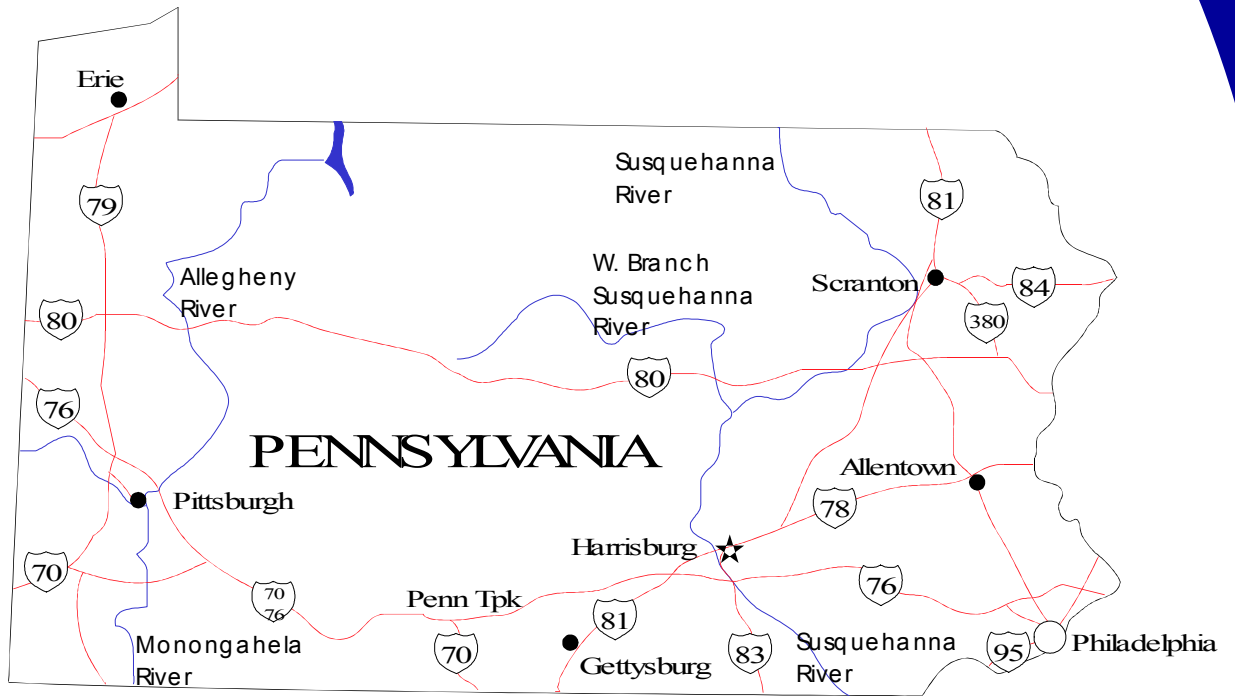 Erie
Susquehanna
River
79
81
Allegheny
River
W. Branch
Susquehanna
River
Scranton
84
80
380
80
76
PENNSYLVANIA
Allentown
Pittsburgh
78
Harrisburg
70
70
76
Penn Tpk
76
81
Monongahela
River
70
Gettysburg
83
Susquehanna
River
95
Philadelphia